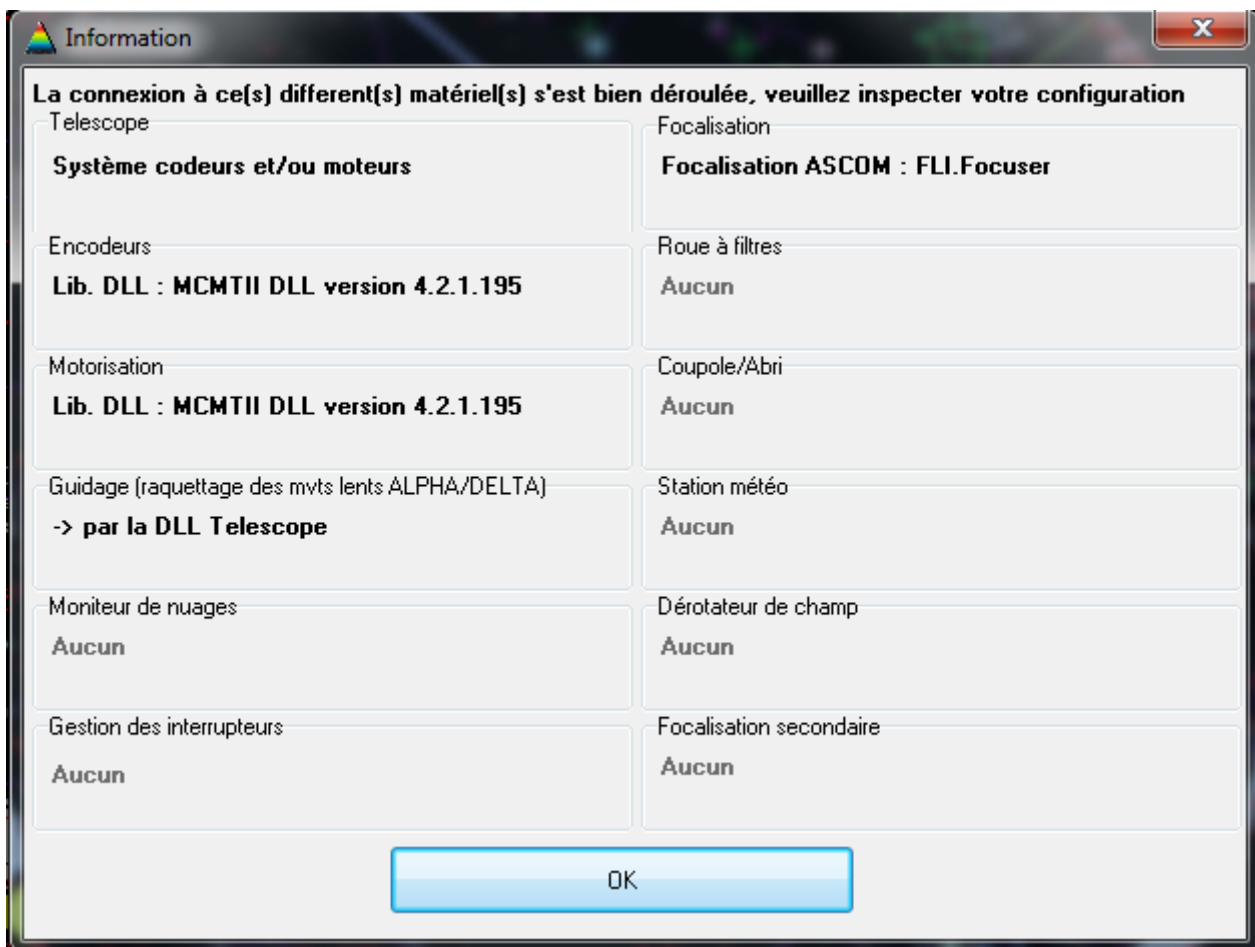 Information
La connexion à ce(s) different(s) matériel(s) s'est bien déroulée, veuillez inspecter votre configuration
Telescope
Système codeurs et/ou moteurs
Focalisation
Focalisation ASCOM : FLI.Focuser
Encodeurs
Lib. DLL : MCMTII DLL version 4.2.1.195
Roue à filtres
Aucun
Motorisation
Lib. DLL : MCMTII DLL version 4.2.1.195
Coupole/Abri
Aucun
Guidage (raquettage des mvts lents ALPHA/DELTA)
-> par la DLL Telescope
Station météo
Aucun
Moniteur de nuages
Aucun
Dérotateur de champ
Aucun
Gestion des interrupteurs
Aucun
Focalisation secondaire
Aucun
OK